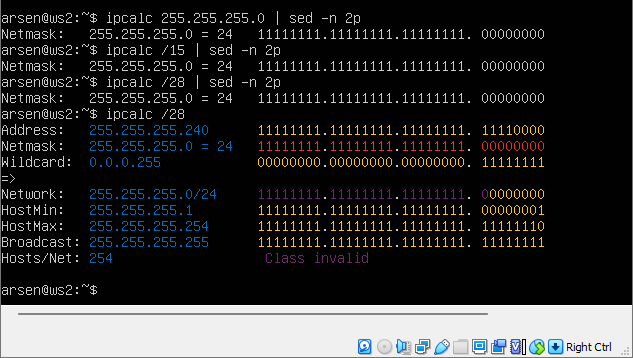 arsen@ws2:~$ ipcalc 255.255.255.0 | sed -n 2p
Netmask:   255.255.255.0 = 24   11111111.11111111.11111111. 00000000
arsen@ws2:~$ ipcalc /15 | sed -n 2p
Netmask:   255.255.255.0 = 24   11111111.11111111.11111111. 00000000
arsen@ws2:~$ ipcalc /28 | sed -n 2p
Netmask:   255.255.255.0 = 24   11111111.11111111.11111111. 00000000
arsen@ws2:~$ ipcalc /28
Address:   255.255.255.240      11111111.11111111.11111111. 11110000
Netmask:   255.255.255.0 = 24   11111111.11111111.11111111. 00000000
Wildcard:  0.0.0.255            00000000.00000000.00000000. 11111111
=>
Network:   255.255.255.0/24     11111111.11111111.11111111. 00000000
HostMin:   255.255.255.1        11111111.11111111.11111111. 00000001
HostMax:   255.255.255.254      11111111.11111111.11111111. 11111110
Broadcast: 255.255.255.255      11111111.11111111.11111111. 11111111
Hosts/Net: 254                   Class invalid
arsen@ws2:~$
Right Ctrl